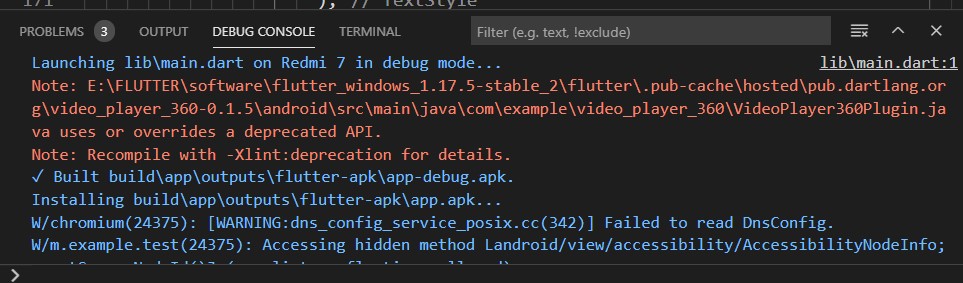 171 ), // TextStyle
PROBLEMS 3 OUTPUT DEBUG CONSOLE TERMINAL Filter (e.g. text, !exclude)
Launching lib\main.dart on Redmi 7 in debug mode... lib\main.dart:1
Note: E:\FLUTTER\software\flutter_windows_1.17.5-stable_2\flutter\.pub-cache\hosted\pub.dartlang.or
g\video_player_360-0.1.5\android\src\main\java\com\example\video_player_360\VideoPlayer360Plugin.ja
va uses or overrides a deprecated API.
Note: Recompile with -Xlint:deprecation for details.
✓ Built build\app\outputs\flutter-apk\app-debug.apk.
Installing build\app\outputs\flutter-apk\app.apk...
W/chromium(24375): [WARNING:dns_config_service_posix.cc(342)] Failed to read DnsConfig.
W/m.example.test(24375): Accessing hidden method Landroid/view/accessibility/AccessibilityNodeInfo;